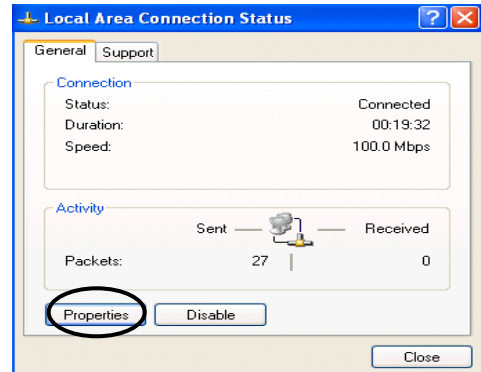 Local Area Connection Status
General Support
Connection
Status: Connected
Duration: 00:19:32
Speed: 100.0 Mbps
Activity
Sent Received
Packets: 27 0
Properties Disable
Close